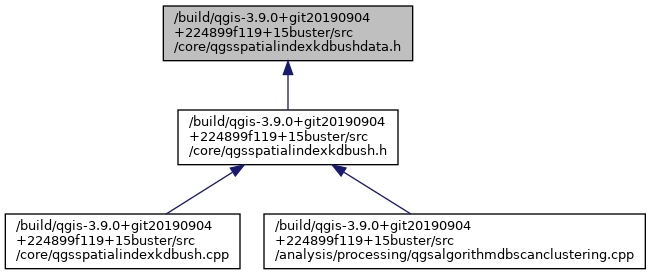 /build/qgis-3.9.0+git20190904
+224899f119+15buster/src
/core/qgsspatialindexkdbushdata.h
/build/qgis-3.9.0+git20190904
+224899f119+15buster/src
/core/qgsspatialindexkdbush.h
/build/qgis-3.9.0+git20190904
+224899f119+15buster/src
/core/qgsspatialindexkdbush.cpp
/build/qgis-3.9.0+git20190904
+224899f119+15buster/src
/analysis/processing/qgsalgorithmdbscanclustering.cpp